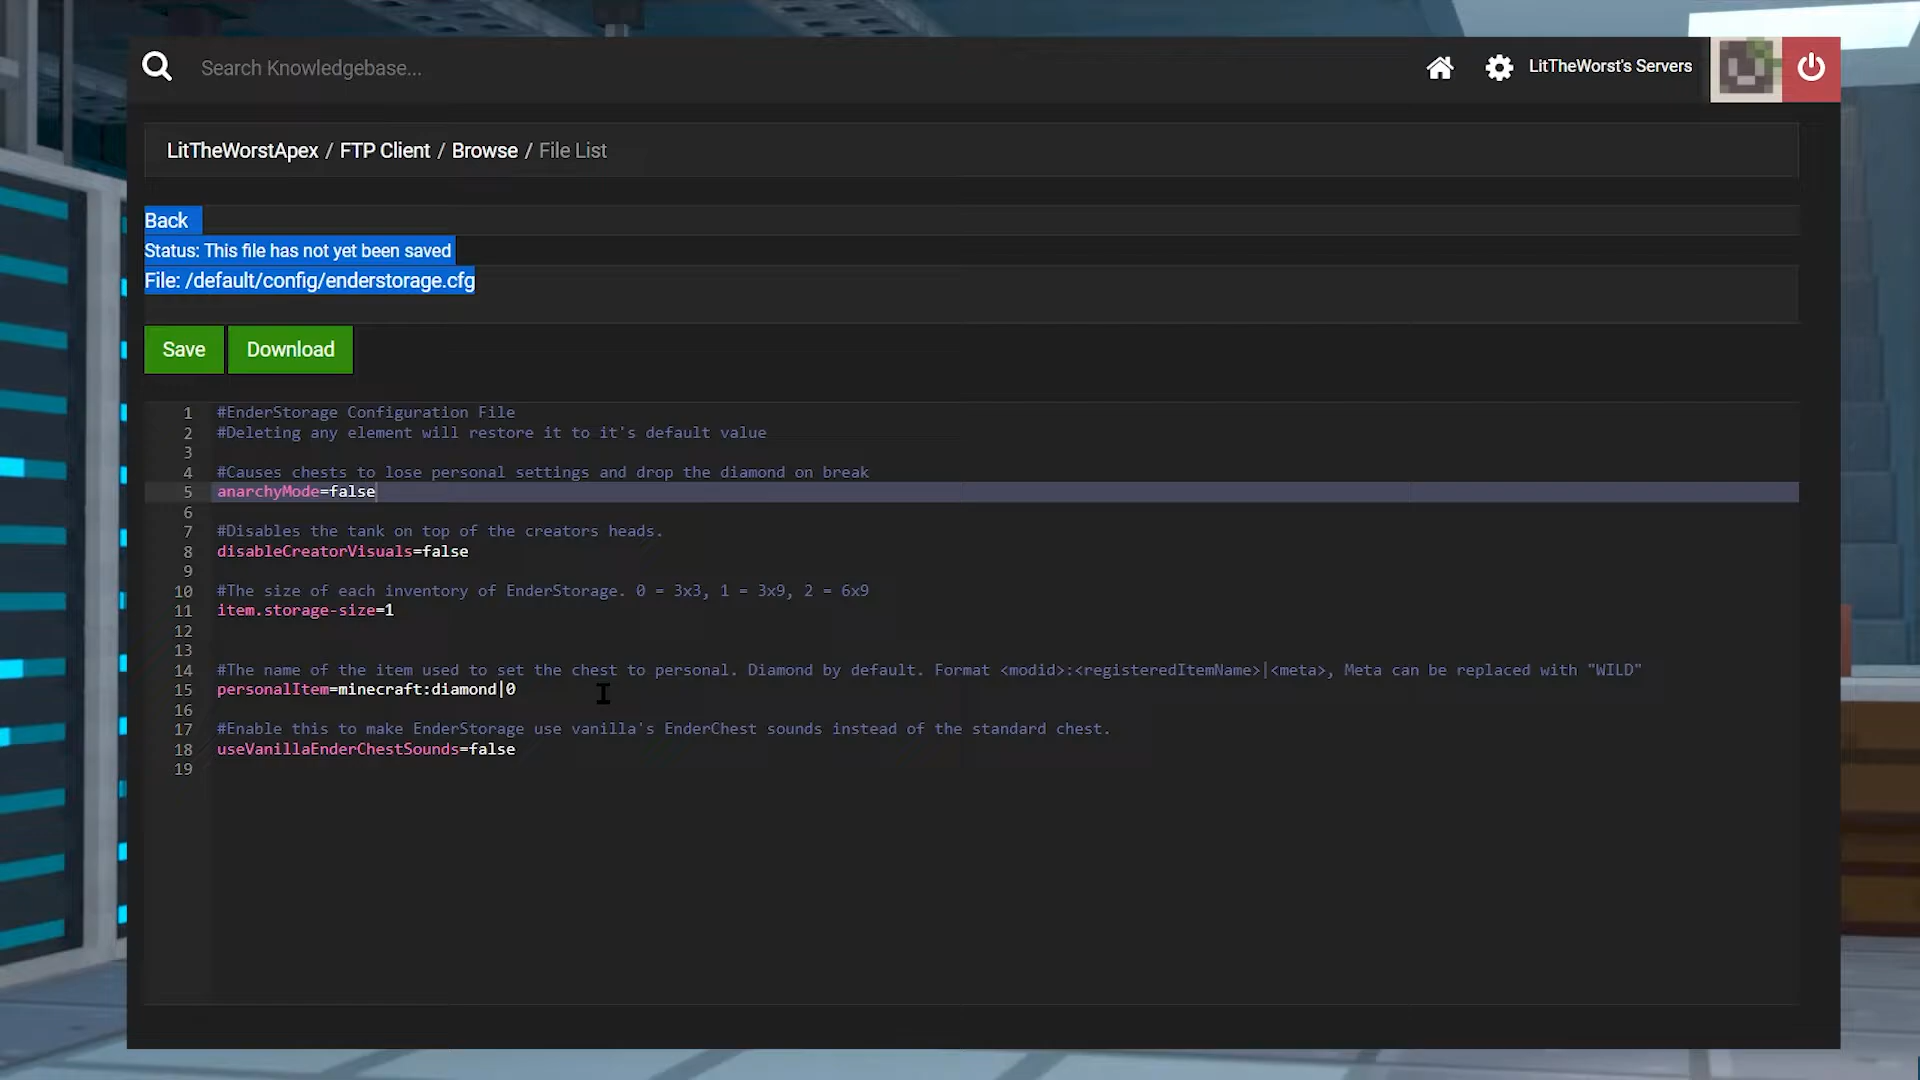 Search Knowledgebase...
LitTheWorst's Servers
LitTheWorstApex / FTP Client / Browse / File List
Back
Status: This file has not yet been saved
File: /default/config/enderstorage.cfg
Save Download
1 #EnderStorage Configuration File
2 #Deleting any element will restore it to it's default value
3
4 #Causes chests to lose personal settings and drop the diamond on break
5 anarchyMode=false
6
7 #Disables the tank on top of the creators heads.
8 disableCreatorVisuals=false
9
10 #The size of each inventory of EnderStorage. 0 = 3x3, 1 = 3x9, 2 = 6x9
11 item.storage-size=1
12
13
14 #The name of the item used to set the chest to personal. Diamond by default. Format <modid>:<registeredItemName>|<meta>, Meta can be replaced with "WILD"
15 personalItem=minecraft:diamond|0
16
17 #Enable this to make EnderStorage use vanilla's EnderChest sounds instead of the standard chest.
18 useVanillaEnderChestSounds=false
19